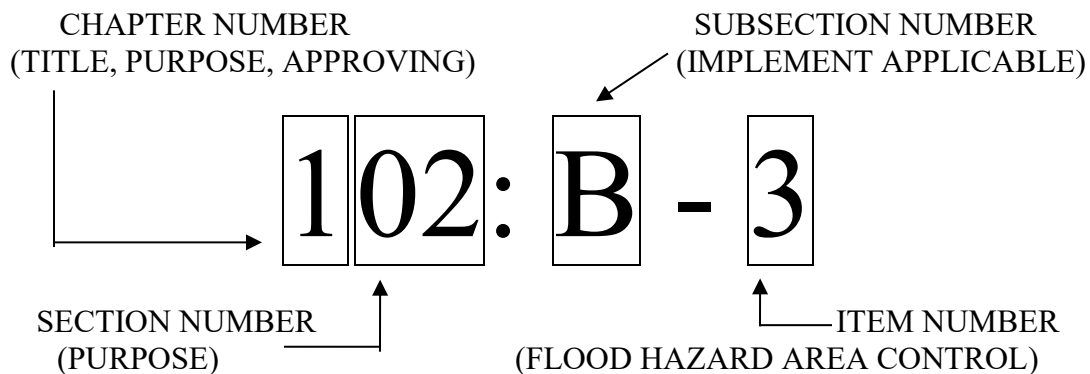 CHAPTER NUMBER
(TITLE, PURPOSE, APPROVING)
SUBSECTION NUMBER
(IMPLEMENT APPLICABLE)
102: B - 3
SECTION NUMBER
(PURPOSE)
ITEM NUMBER
(FLOOD HAZARD AREA CONTROL)